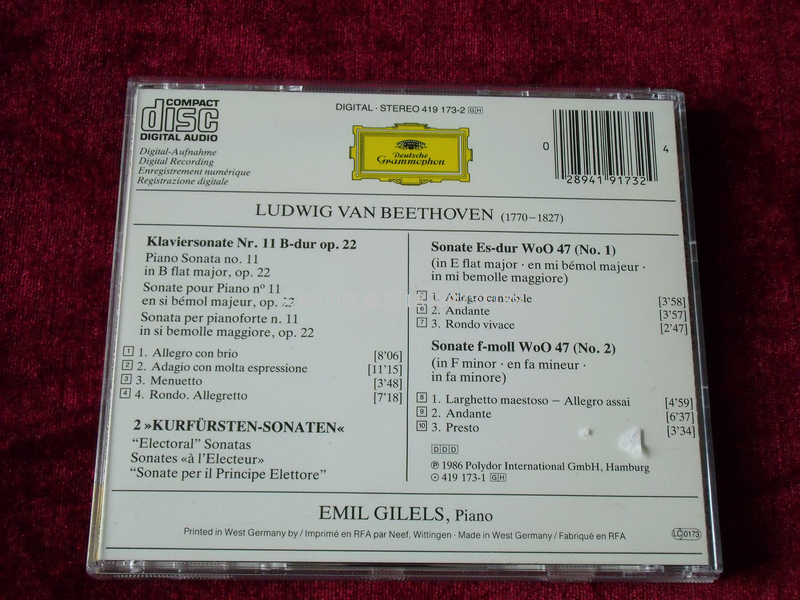 COMPACT
disc
DIGITAL AUDIO
DIGITAL · STEREO 419 173-2 GH
Deutsche
Grammophon
0
28941 91732
4
Digital-Aufnahme
Digital Recording
Enregistrement numérique
Registrazione digitale
LUDWIG VAN BEETHOVEN (1770–1827)
Klaviersonate Nr. 11 B-dur op. 22
Piano Sonata no. 11
in B flat major, op. 22
Sonate pour Piano nº 11
en si bémol majeur, op. 22
Sonata per pianoforte n. 11
in si bemolle maggiore, op. 22
1 1. Allegro con brio [8'06]
2 2. Adagio con molta espressione [11'15]
3 3. Menuetto [3'48]
4 4. Rondo. Allegretto [7'18]
2 »KURFÜRSTEN-SONATEN«
“Electoral” Sonatas
Sonates «à l'Electeur»
“Sonate per il Principe Elettore”
Sonate Es-dur WoO 47 (No. 1)
(in E flat major · en mi bémol majeur ·
in mi bemolle maggiore)
5 1. Allegro cantabile [3'58]
6 2. Andante [3'57]
7 3. Rondo vivace [2'47]
Sonate f-moll WoO 47 (No. 2)
(in F minor · en fa mineur ·
in fa minore)
8 1. Larghetto maestoso – Allegro assai [4'59]
9 2. Andante [6'37]
10 3. Presto [3'34]
DDD
℗ 1986 Polydor International GmbH, Hamburg
⊙ 419 173-1 GH
EMIL GILELS, Piano
Printed in West Germany by / Imprimé en RFA par Neef, Wittingen · Made in West Germany / Fabriqué en RFA
LC 0173